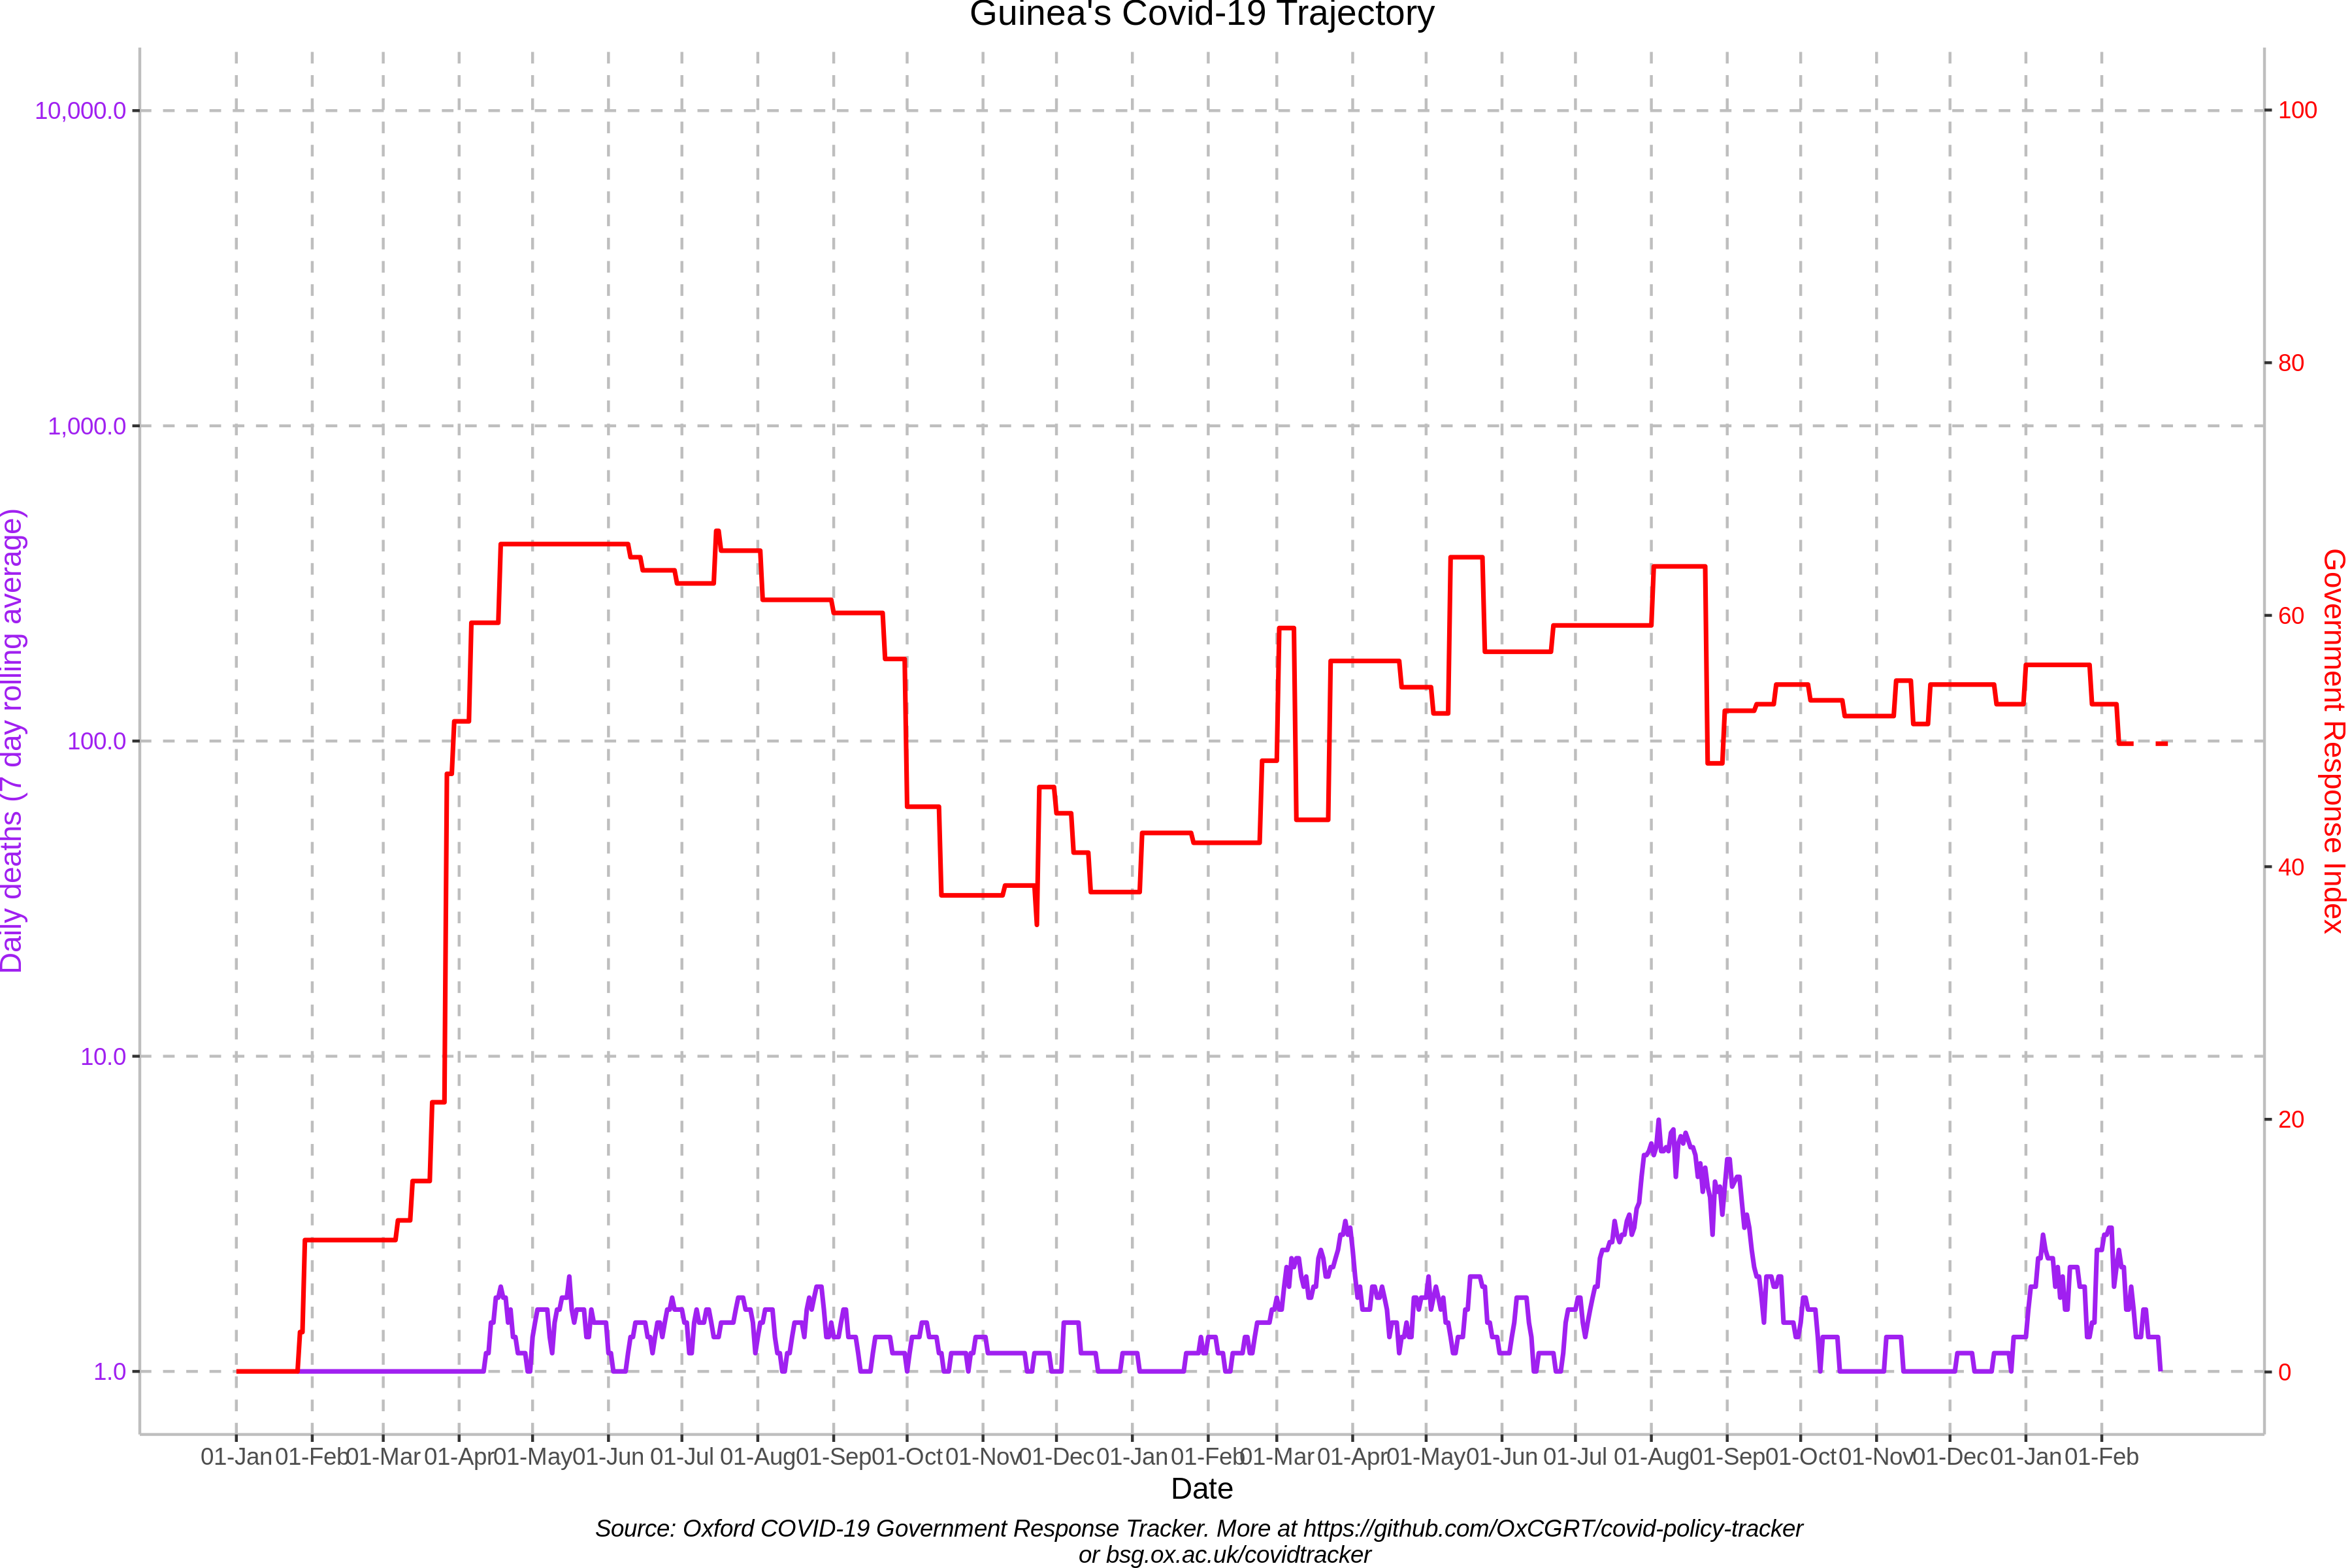 Guinea's Covid-19 Trajectory
10,000.0
1,000.0
100.0
10.0
1.0
Daily deaths (7 day rolling average)
100
80
60
40
20
0
Government Response Index
01-Jan 01-Feb 01-Mar 01-Apr 01-May 01-Jun 01-Jul 01-Aug 01-Sep 01-Oct 01-Nov 01-Dec 01-Jan 01-Feb 01-Mar 01-Apr 01-May 01-Jun 01-Jul 01-Aug 01-Sep 01-Oct 01-Nov 01-Dec 01-Jan 01-Feb
Date
Source: Oxford COVID-19 Government Response Tracker. More at https://github.com/OxCGRT/covid-policy-tracker
or bsg.ox.ac.uk/covidtracker